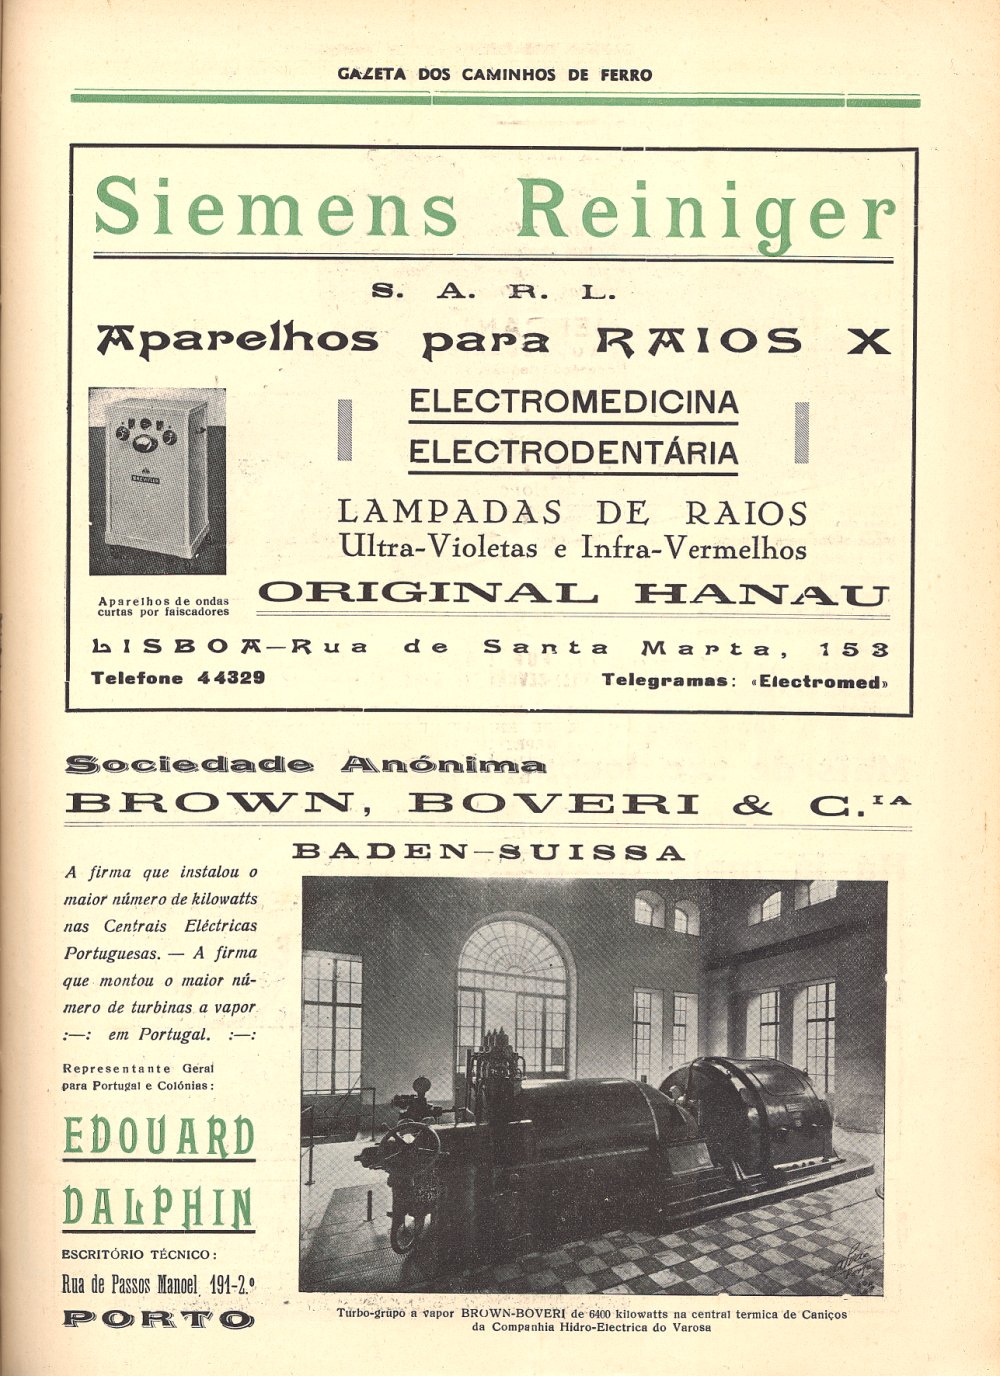 GAZETA DOS CAMINHOS DE FERRO
Siemens Reiniger
S. A. R. L.
Aparelhos para RAIOS X
ELECTROMEDICINA
ELECTRODENTÁRIA
LAMPADAS DE RAIOS
Ultra-Violetas e Infra-Vermelhos
ORIGINAL HANAU
Aparelhos de ondas
curtas por faiscadores
LISBOA—Rua de Santa Marta, 153
Telefone 44329
Telegramas: «Electromed»
Sociedade Anónima
BROWN, BOVERI & C.IA
BADEN—SUISSA
A firma que instalou o
maior número de kilowatts
nas Centrais Eléctricas
Portuguesas. — A firma
que montou o maior nú-
mero de turbinas a vapor
:—: em Portugal. :—:
Representante Geral
para Portugal e Colónias:
EDOUARD
DALPHIN
ESCRITÓRIO TÉCNICO:
Rua de Passos Manoel, 191-2.º
PORTO
Turbo-grupo a vapor BROWN-BOVERI de 6400 kilowatts na central termica de Caniços
da Companhia Hidro-Electrica do Varosa